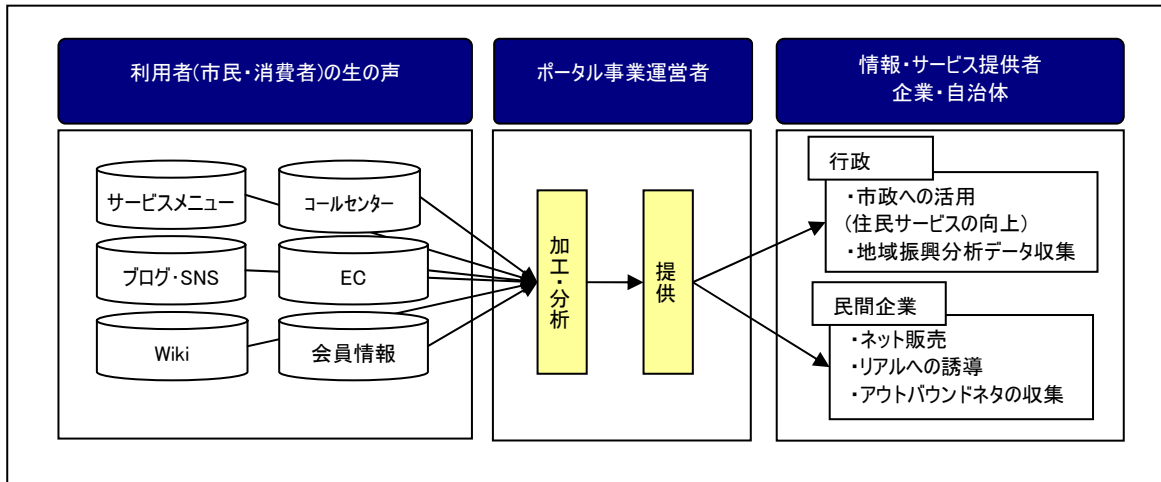 利用者(市民・消費者)の生の声
ポータル事業運営者
情報・サービス提供者
企業・自治体
サービスメニュー
コールセンター
ブログ・SNS
EC
Wiki
会員情報
加工・分析
提供
行政
・市政への活用
(住民サービスの向上)
・地域振興分析データ収集
民間企業
・ネット販売
・リアルへの誘導
・アウトバウンドネタの収集